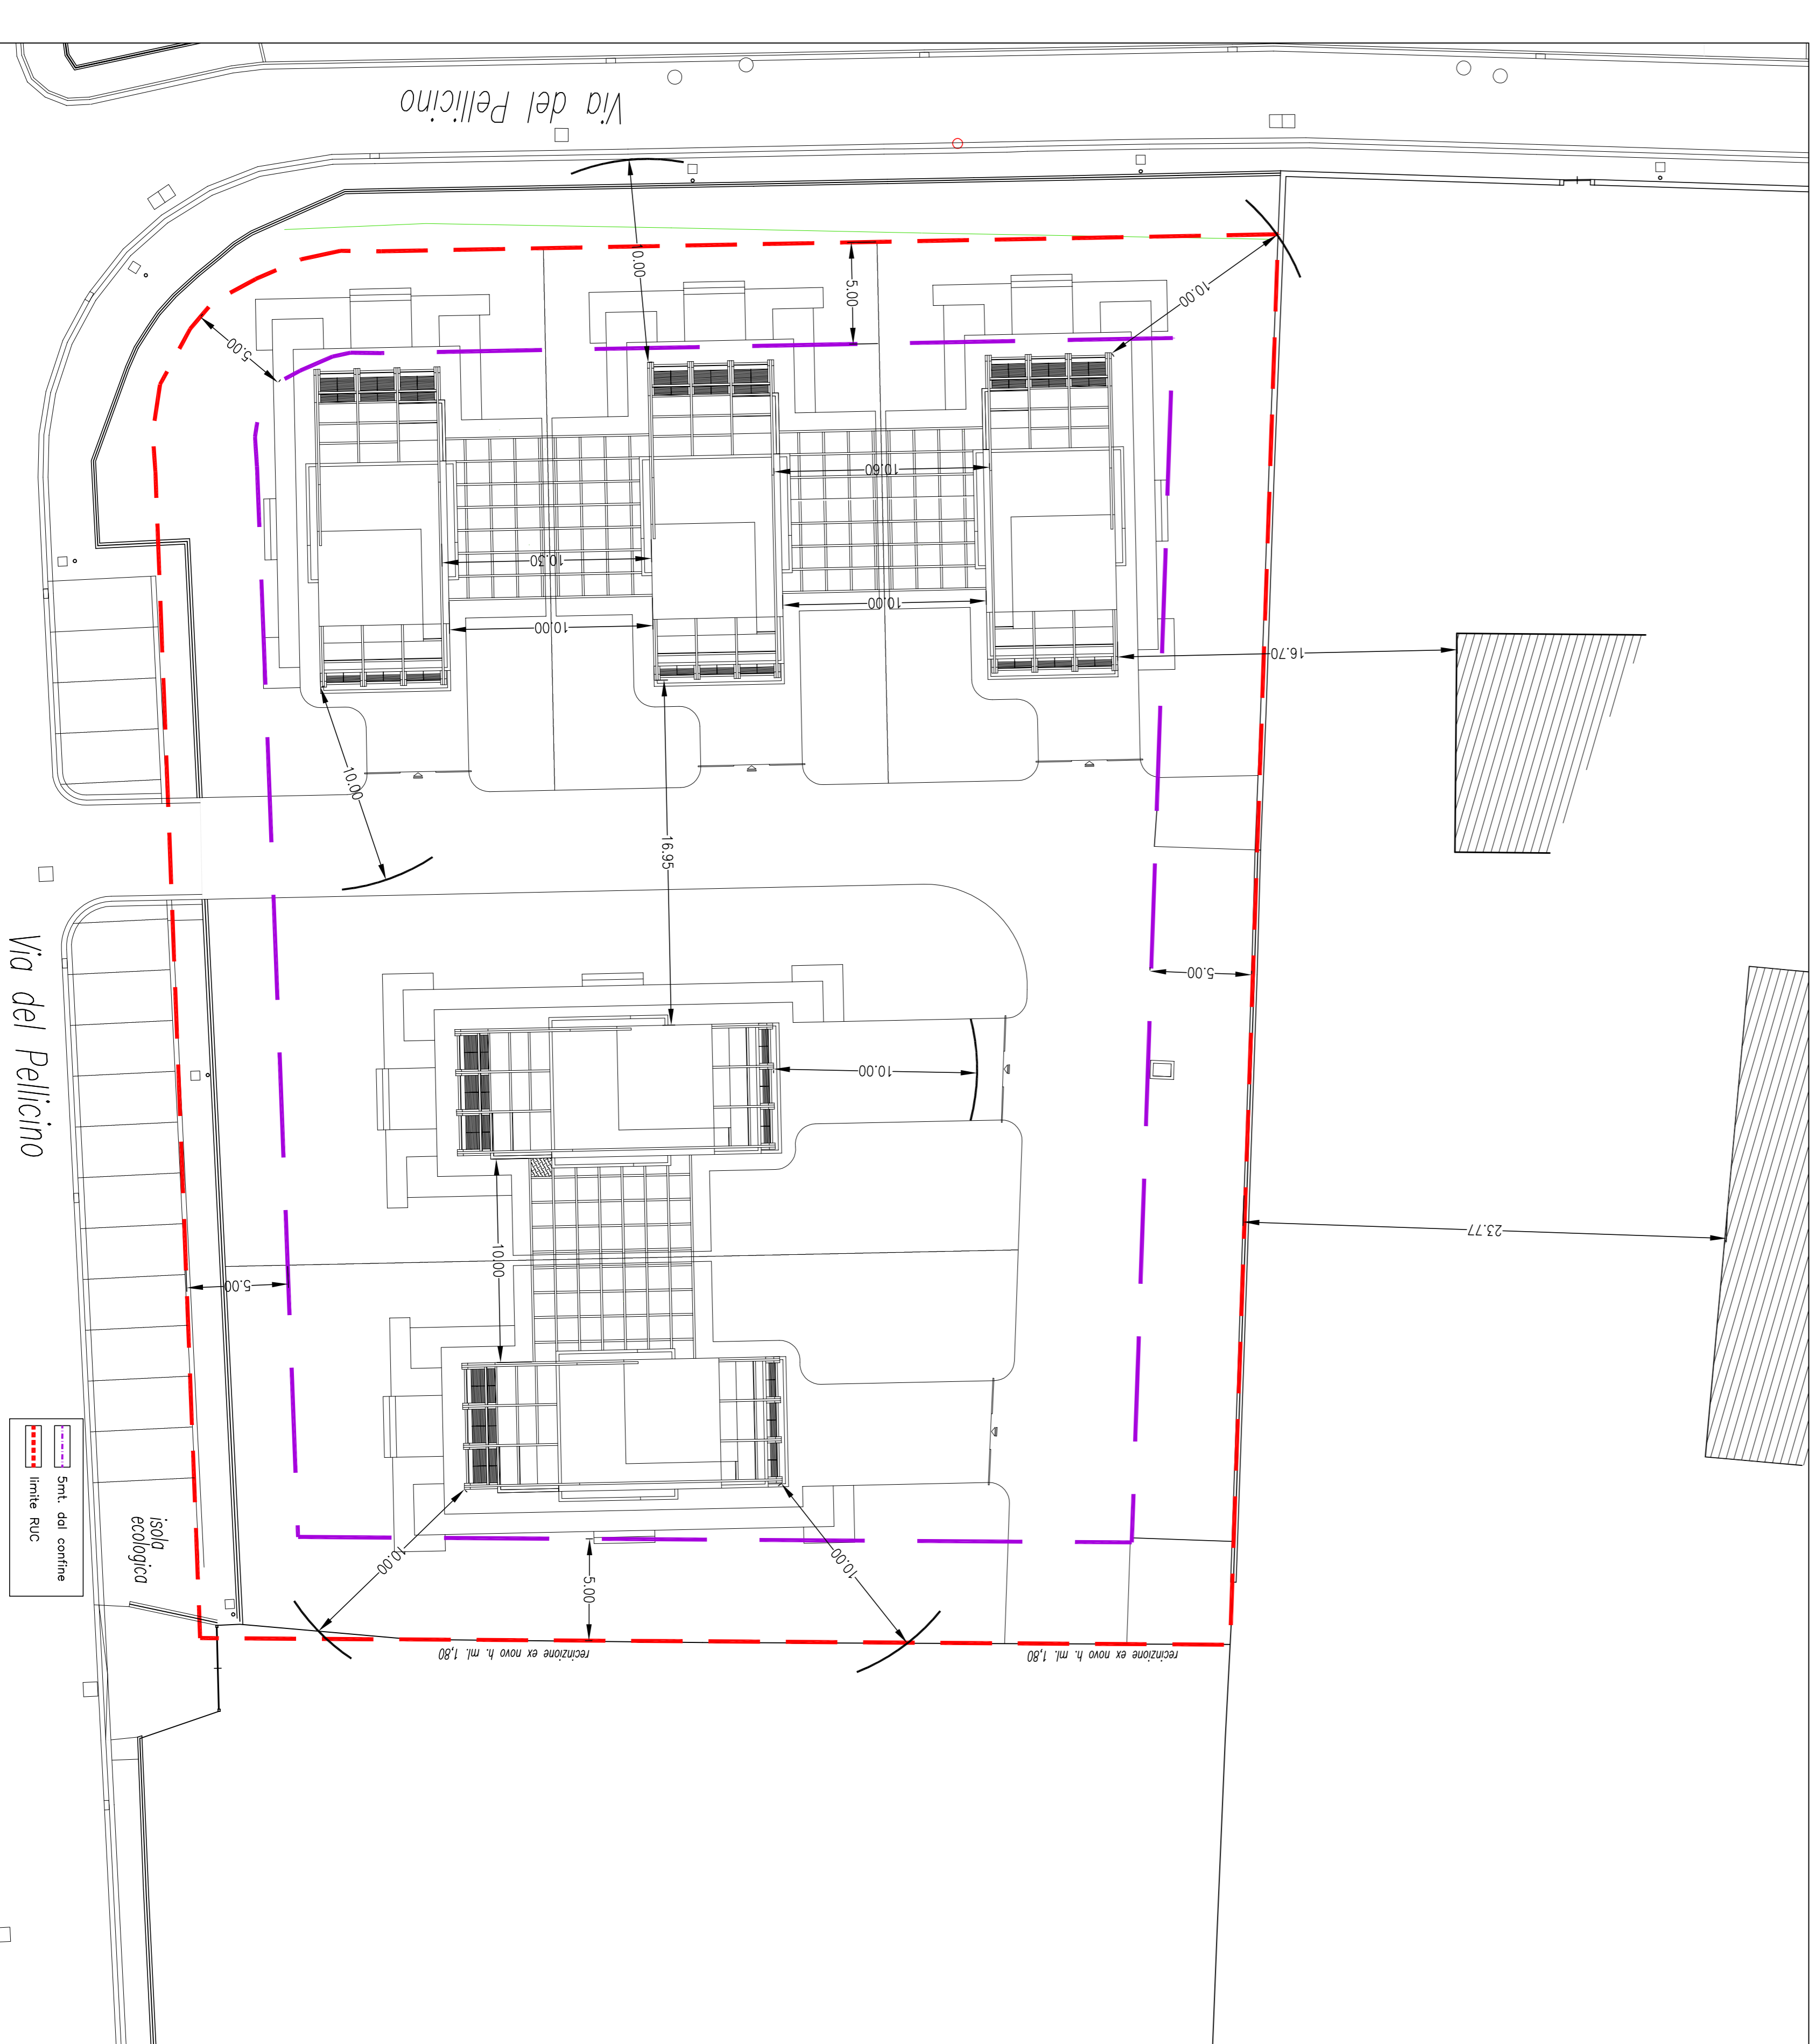 Via del Pellicino
10.00
5.00
10.00
5.00
10.60
10.30
10.00
10.00
16.70
10.00
16.95
5.00
10.00
Via del Pellicino
23.77
10.00
5.00
5mt. dal confine
limite RUC
isola
ecologica
10.00
10.00
5.00
recinzione ex novo h. ml. 1,80
recinzione ex novo h. ml. 1,80